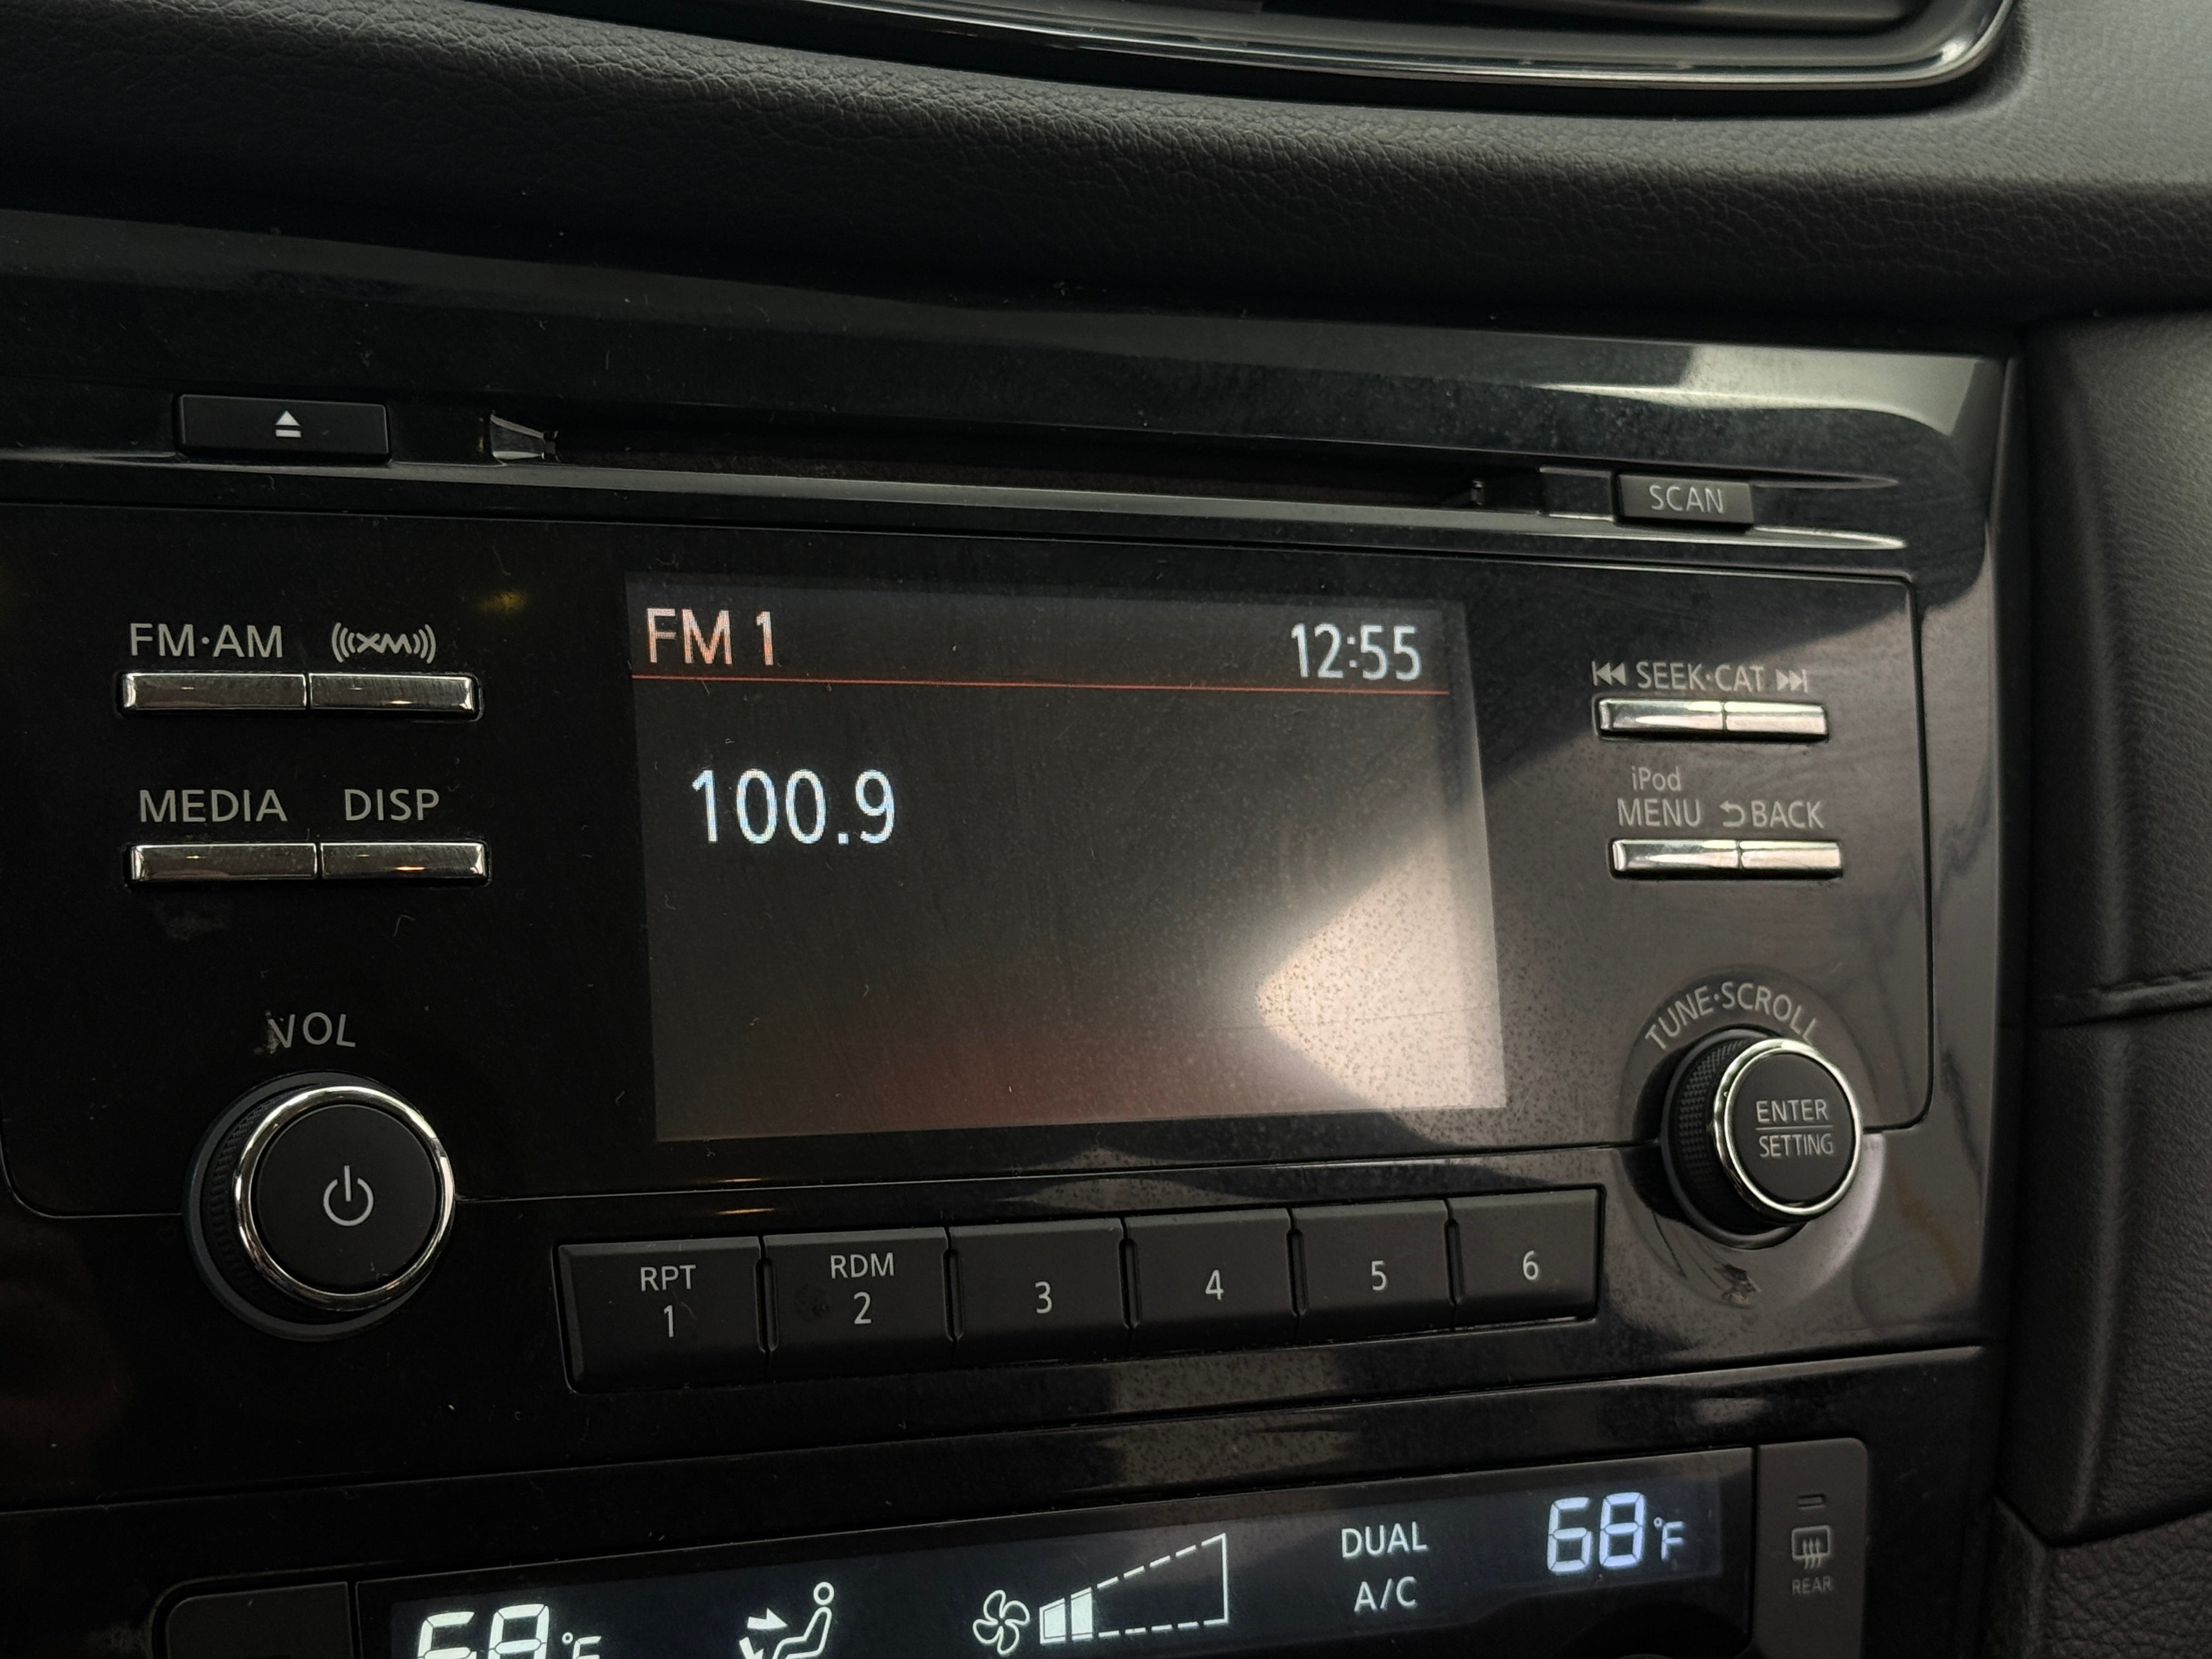 SCAN
FM·AM XM
FM 1 12:55
SEEK·CAT
100.9
MEDIA DISP
iPod
MENU BACK
VOL
TUNE·SCROLL
ENTER
SETTING
RPT
1
RDM
2
3
4
5
6
DUAL
A/C
68°F
REAR
68°F